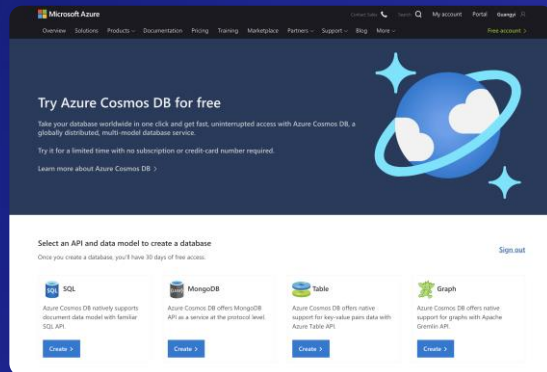 Microsoft Azure
Contact Sales Search My account Portal Guangyi
Overview Solutions Products Documentation Pricing Training Marketplace Partners Support Blog More Free account >
Try Azure Cosmos DB for free
Take your database worldwide in one click and get fast, uninterrupted access with Azure Cosmos DB, a
globally distributed, multi-model database service.
Try it for a limited time with no subscription or credit-card number required.
Learn more about Azure Cosmos DB >
Select an API and data model to create a database
Sign out
Once you create a database, you'll have 30 days of free access.
SQL
SQL
Azure Cosmos DB natively supports
document data model with familiar
SQL API.
Create >
MongoDB
Azure Cosmos DB offers MongoDB
API as a service at the protocol level.
Create >
Table
Azure Cosmos DB offers native
support for key-value pairs data with
Azure Table API.
Create >
Graph
Azure Cosmos DB offers native
support for graphs with Apache
Gremlin API.
Create >